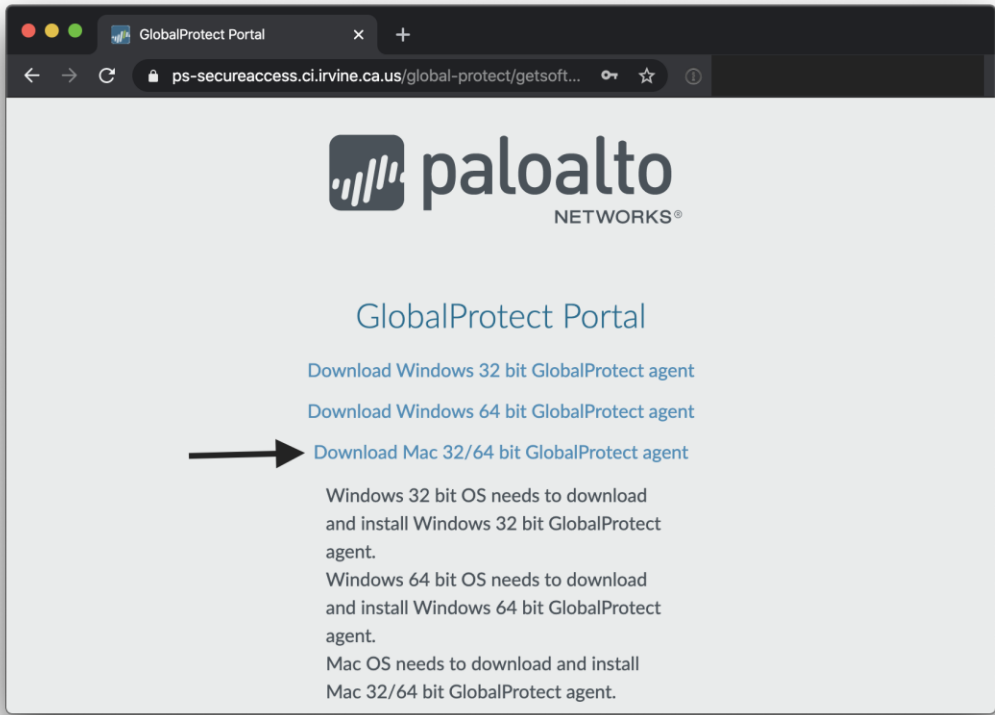 GlobalProtect Portal
ps-secureaccess.ci.irvine.ca.us/global-protect/getsoft...
paloalto
NETWORKS®
GlobalProtect Portal
Download Windows 32 bit GlobalProtect agent
Download Windows 64 bit GlobalProtect agent
Download Mac 32/64 bit GlobalProtect agent
Windows 32 bit OS needs to download
and install Windows 32 bit GlobalProtect
agent.
Windows 64 bit OS needs to download
and install Windows 64 bit GlobalProtect
agent.
Mac OS needs to download and install
Mac 32/64 bit GlobalProtect agent.